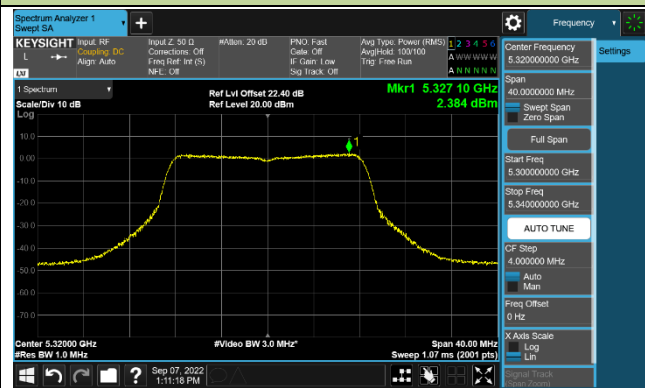 Spectrum Analyzer 1
Swept SA
Frequency
KEYSIGHT
L
LXI
Input: RF
Coupling: DC
Align: Auto
Input Z: 50 Ω
Corrections: Off
Freq Ref: Int (S)
NFE: Off
#Atten: 20 dB
PNO: Fast
Gate: Off
IF Gain: Low
Sig Track: Off
Avg Type: Power (RMS)
Avg|Hold: 100/100
Trig: Free Run
1 2 3 4 5 6
A W W W W W
A N N N N N
1 Spectrum
Scale/Div 10 dB
Log
Ref Lvl Offset 22.40 dB
Ref Level 20.00 dBm
Mkr1 5.327 10 GHz
2.384 dBm
1
10.0
0.00
-10.0
-20.0
-30.0
-40.0
-50.0
-60.0
-70.0
Center 5.32000 GHz
#Res BW 1.0 MHz
#Video BW 3.0 MHz*
Span 40.00 MHz
Sweep 1.07 ms (2001 pts)
Sep 07, 2022
1:11:18 PM
Center Frequency
5.320000000 GHz
Span
40.0000000 MHz
Swept Span
Zero Span
Full Span
Start Freq
5.300000000 GHz
Stop Freq
5.340000000 GHz
AUTO TUNE
CF Step
4.000000 MHz
Auto
Man
Freq Offset
0 Hz
X Axis Scale
Log
Lin
Signal Track
(Span Zoom)
Settings